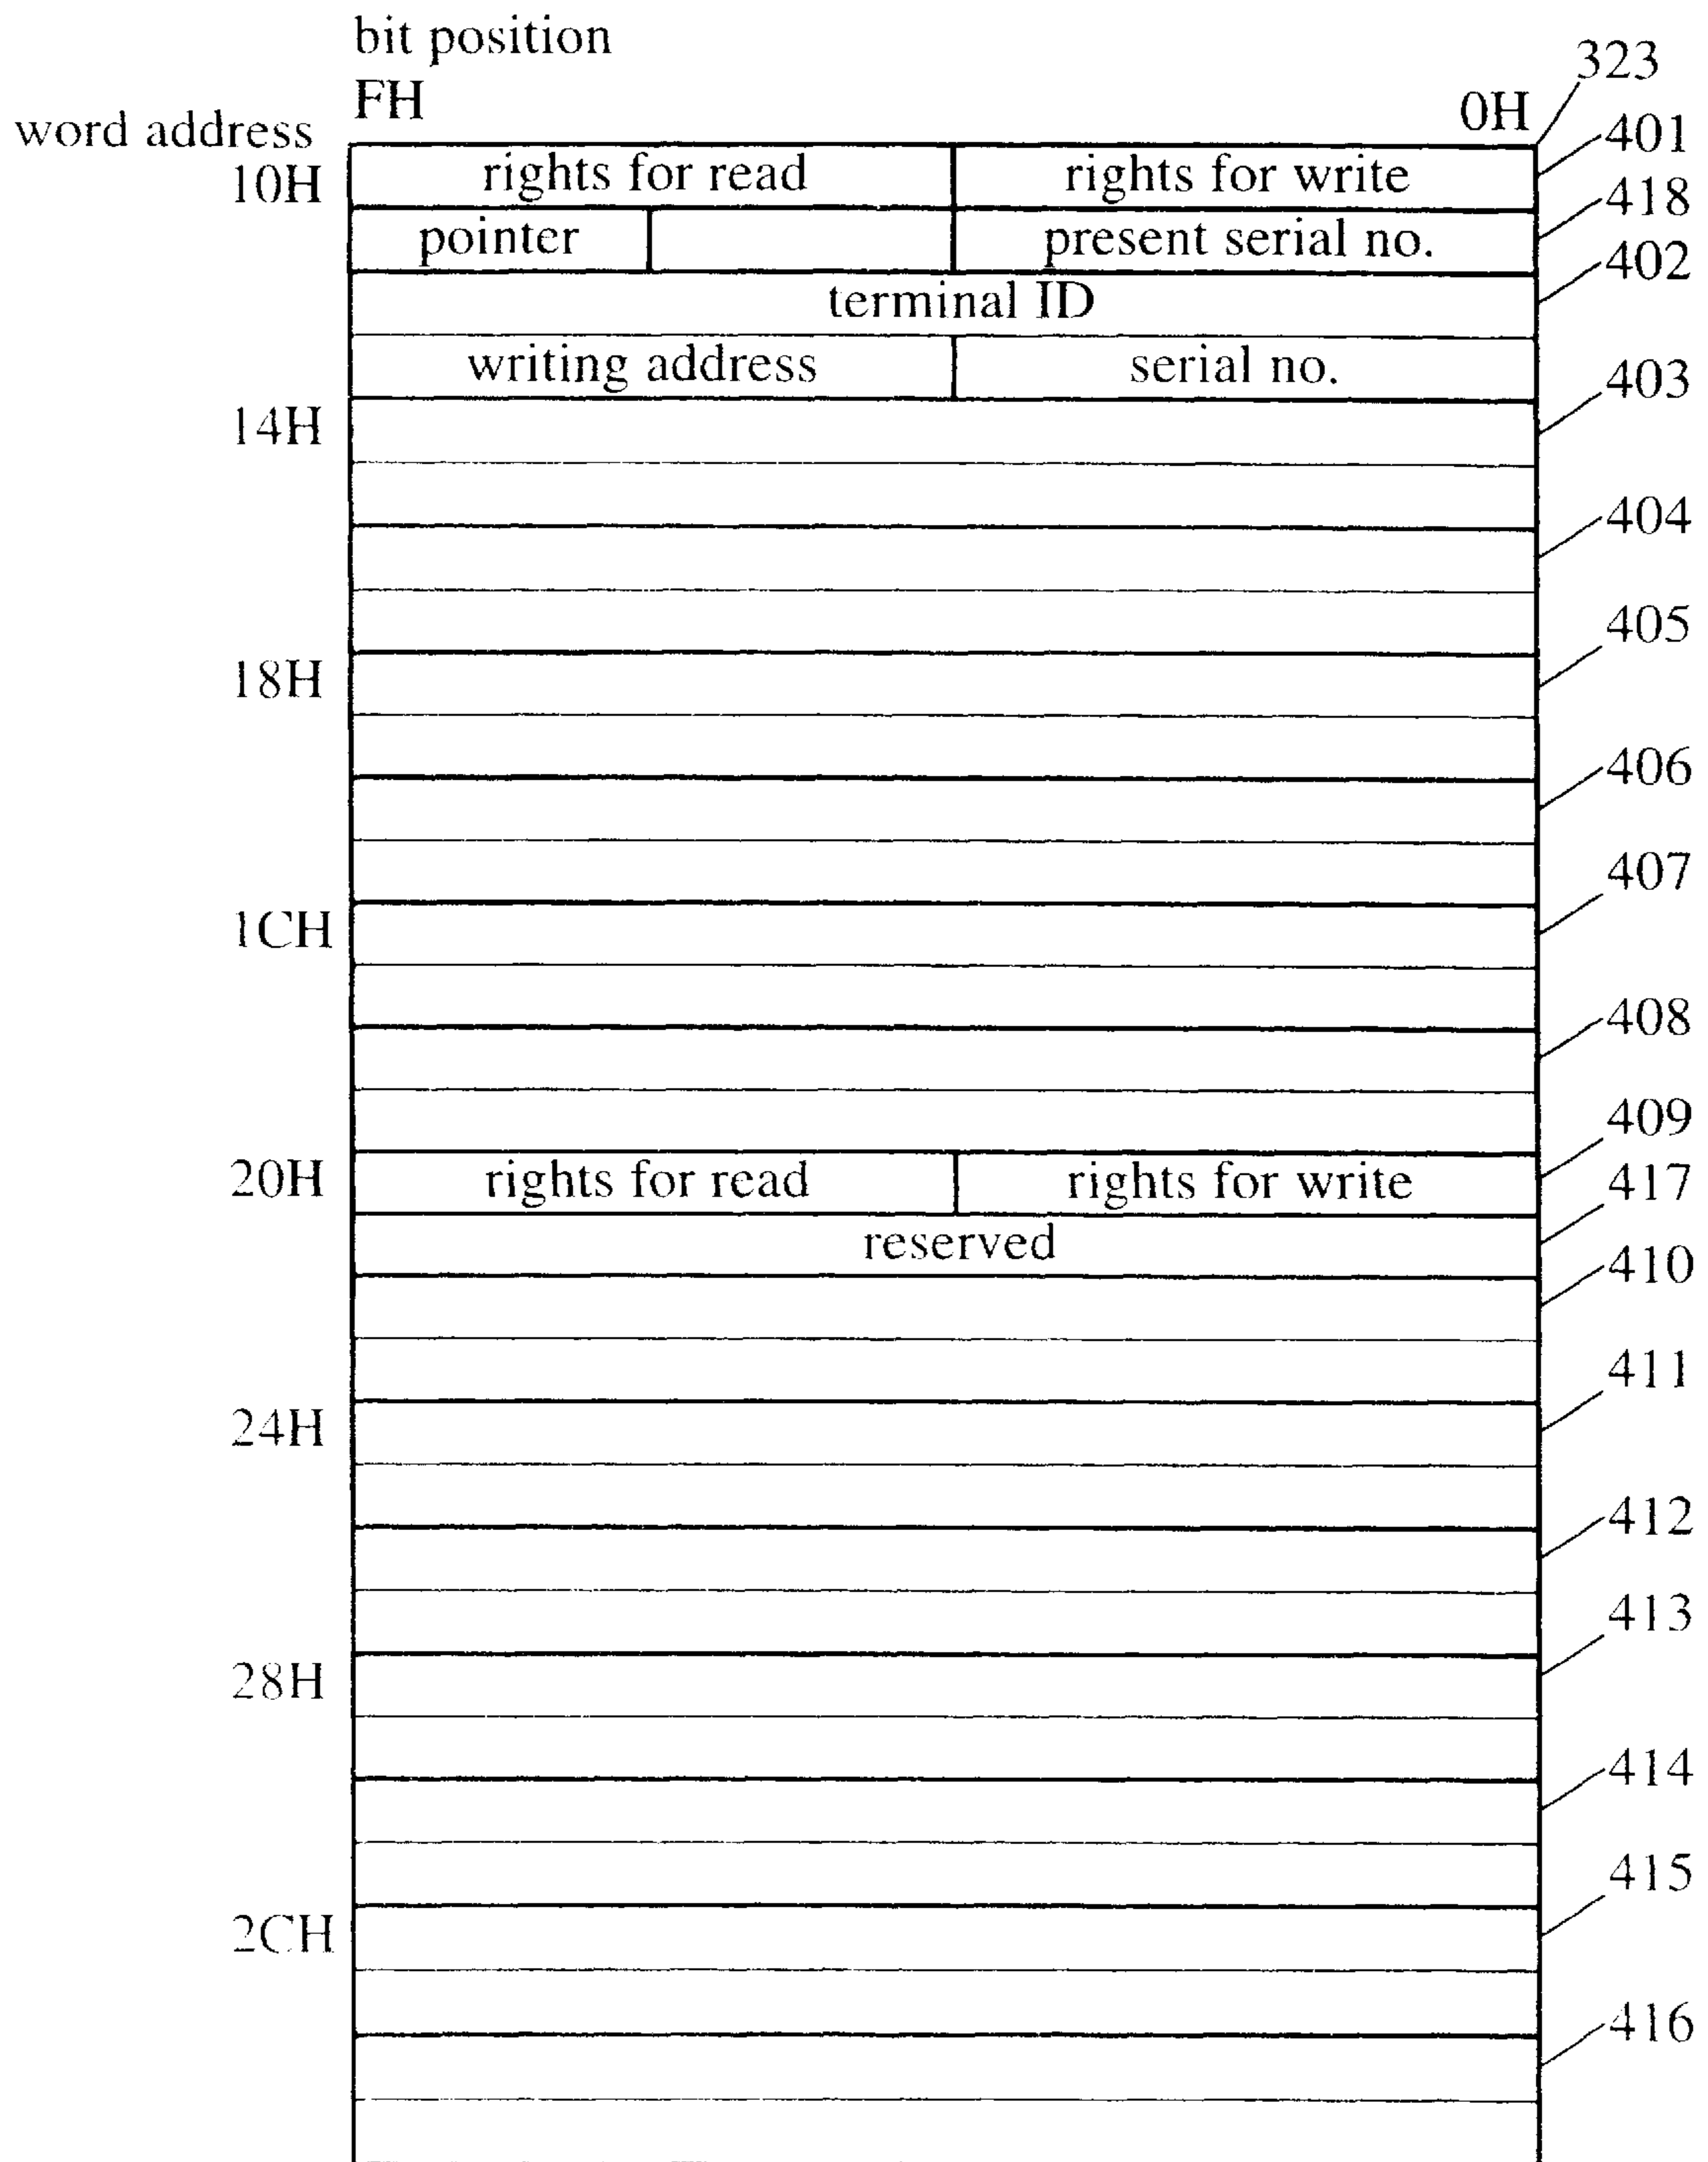 bit position
FH 0H 323
word address
10H rights for read rights for write 401
pointer present serial no. 418
terminal ID 402
writing address serial no. 403
14H
404
405
18H
406
407
1CH
408
409
20H rights for read rights for write 417
reserved 410
411
24H
412
413
28H
414
415
2CH
416